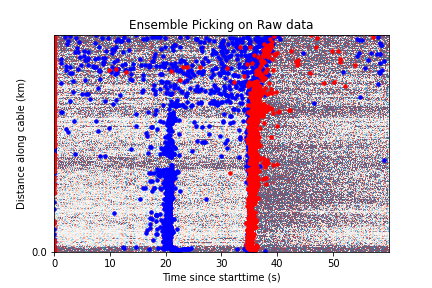 Ensemble Picking on Raw data
Distance along cable (km)
0.0
0 10 20 30 40 50
Time since starttime (s)